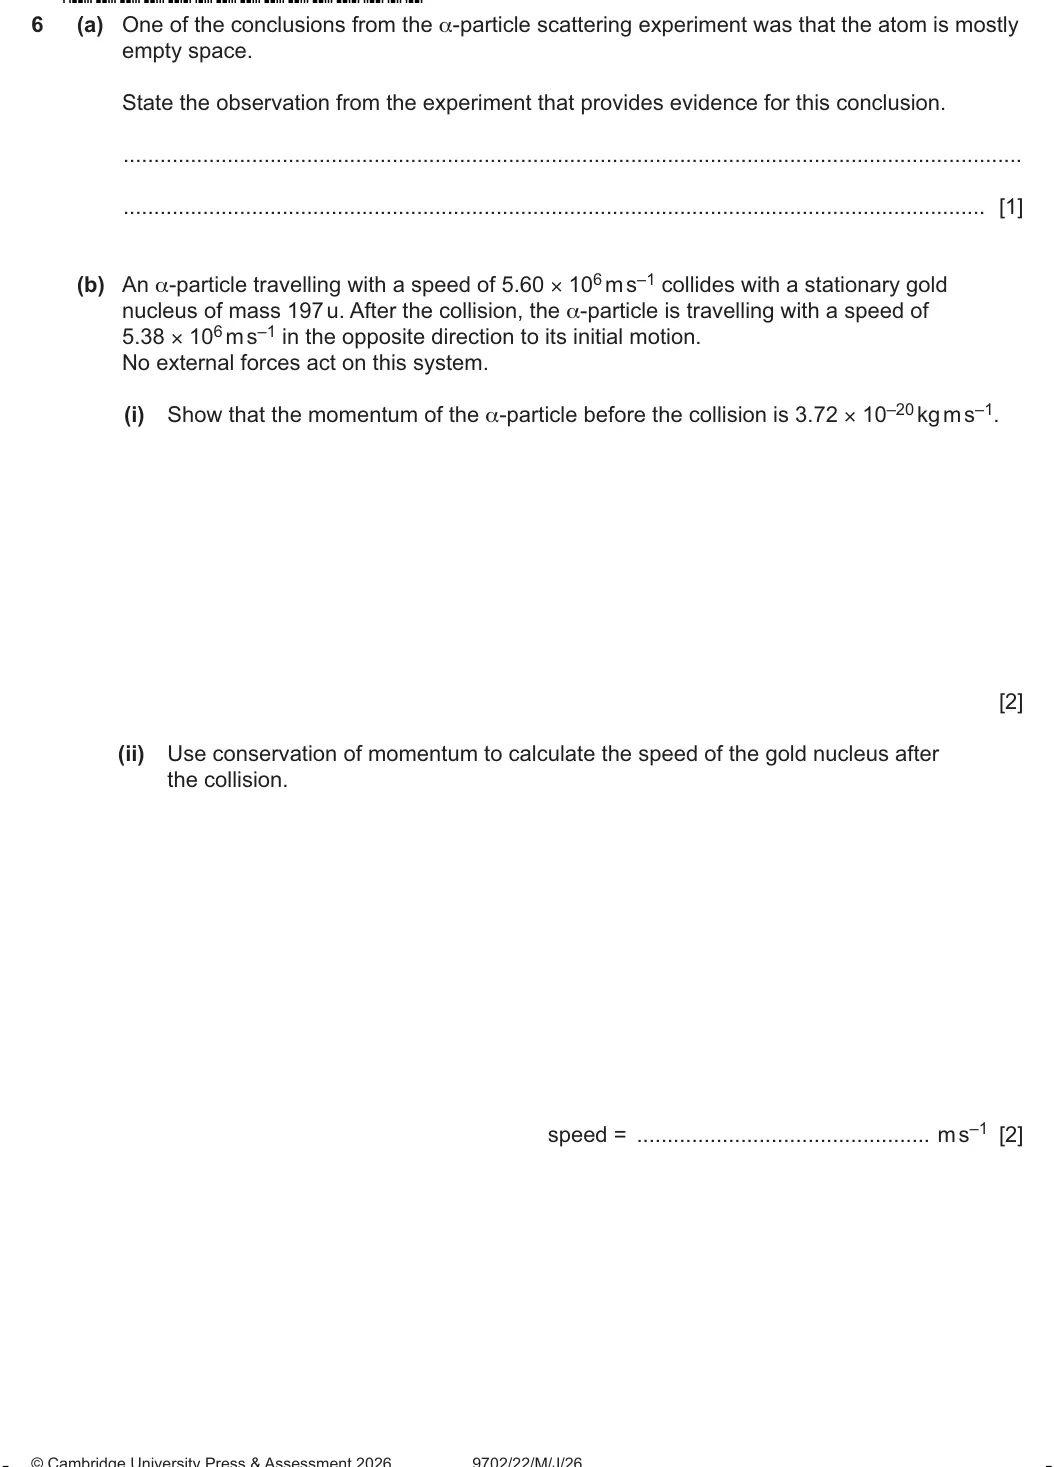 6 (a) One of the conclusions from the α-particle scattering experiment was that the atom is mostly
empty space.
State the observation from the experiment that provides evidence for this conclusion.
..........................................................................................................................................................
.................................................................................................................................................... [1]
(b) An α-particle travelling with a speed of 5.60 × 10⁶ m s⁻¹ collides with a stationary gold
nucleus of mass 197 u. After the collision, the α-particle is travelling with a speed of
5.38 × 10⁶ m s⁻¹ in the opposite direction to its initial motion.
No external forces act on this system.
(i) Show that the momentum of the α-particle before the collision is 3.72 × 10⁻²⁰ kg m s⁻¹.
[2]
(ii) Use conservation of momentum to calculate the speed of the gold nucleus after
the collision.
speed = ................................................ m s⁻¹ [2]
© Cambridge University Press & Assessment 2026 9702/22/M/J/26